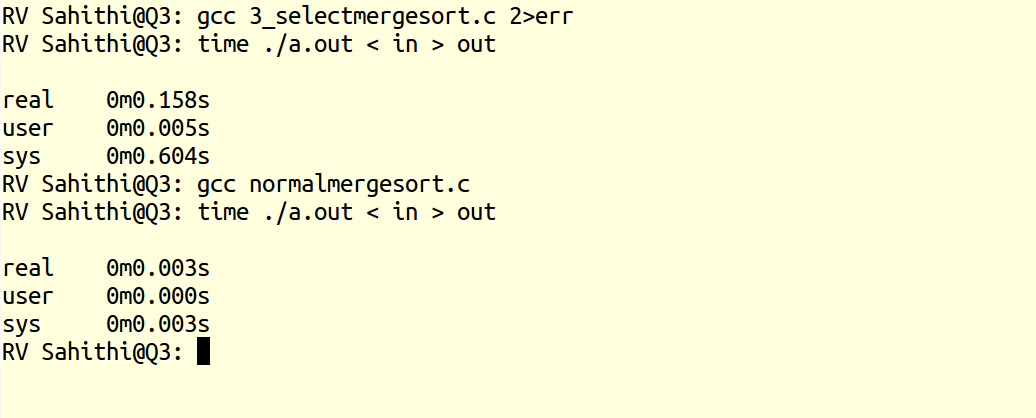 RV Sahithi@Q3: gcc 3_selectmergesort.c 2>err
RV Sahithi@Q3: time ./a.out < in > out
real    0m0.158s
user    0m0.005s
sys     0m0.604s
RV Sahithi@Q3: gcc normalmergesort.c
RV Sahithi@Q3: time ./a.out < in > out
real    0m0.003s
user    0m0.000s
sys     0m0.003s
RV Sahithi@Q3: